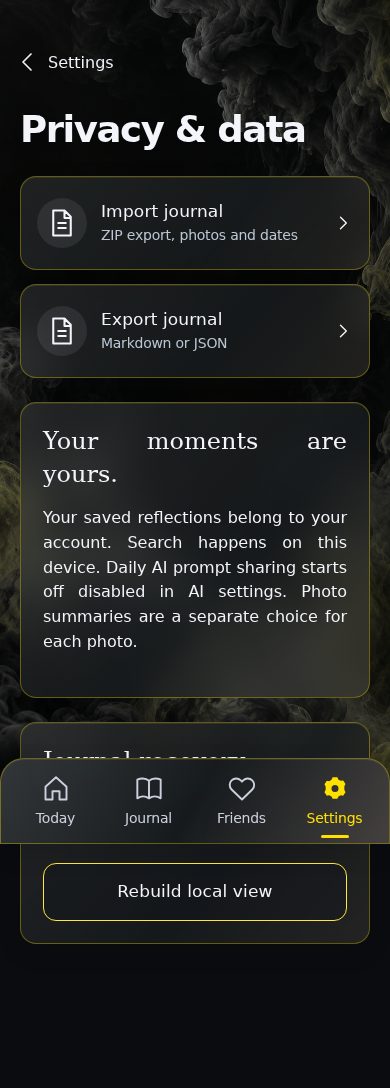 Settings
Privacy & data
Import journal
ZIP export, photos and dates
Export journal
Markdown or JSON
Your moments are
yours.
Your saved reflections belong to your
account. Search happens on this
device. Daily AI prompt sharing starts
off disabled in AI settings. Photo
summaries are a separate choice for
each photo.
Journal recovery
Today
Journal
Friends
Settings
Rebuild local view